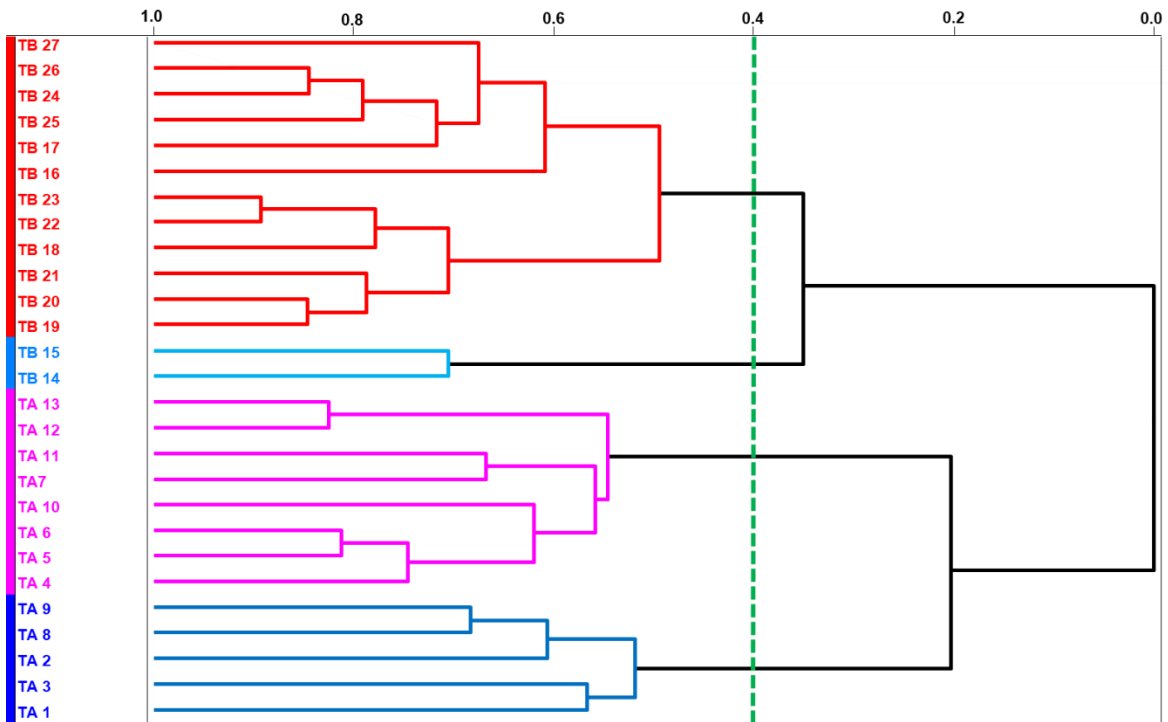 1.0 0.8 0.6 0.4 0.2 0.0
TB 27
TB 26
TB 24
TB 25
TB 17
TB 16
TB 23
TB 22
TB 18
TB 21
TB 20
TB 19
TB 15
TB 14
TA 13
TA 12
TA 11
TA7
TA 10
TA 6
TA 5
TA 4
TA 9
TA 8
TA 2
TA 3
TA 1